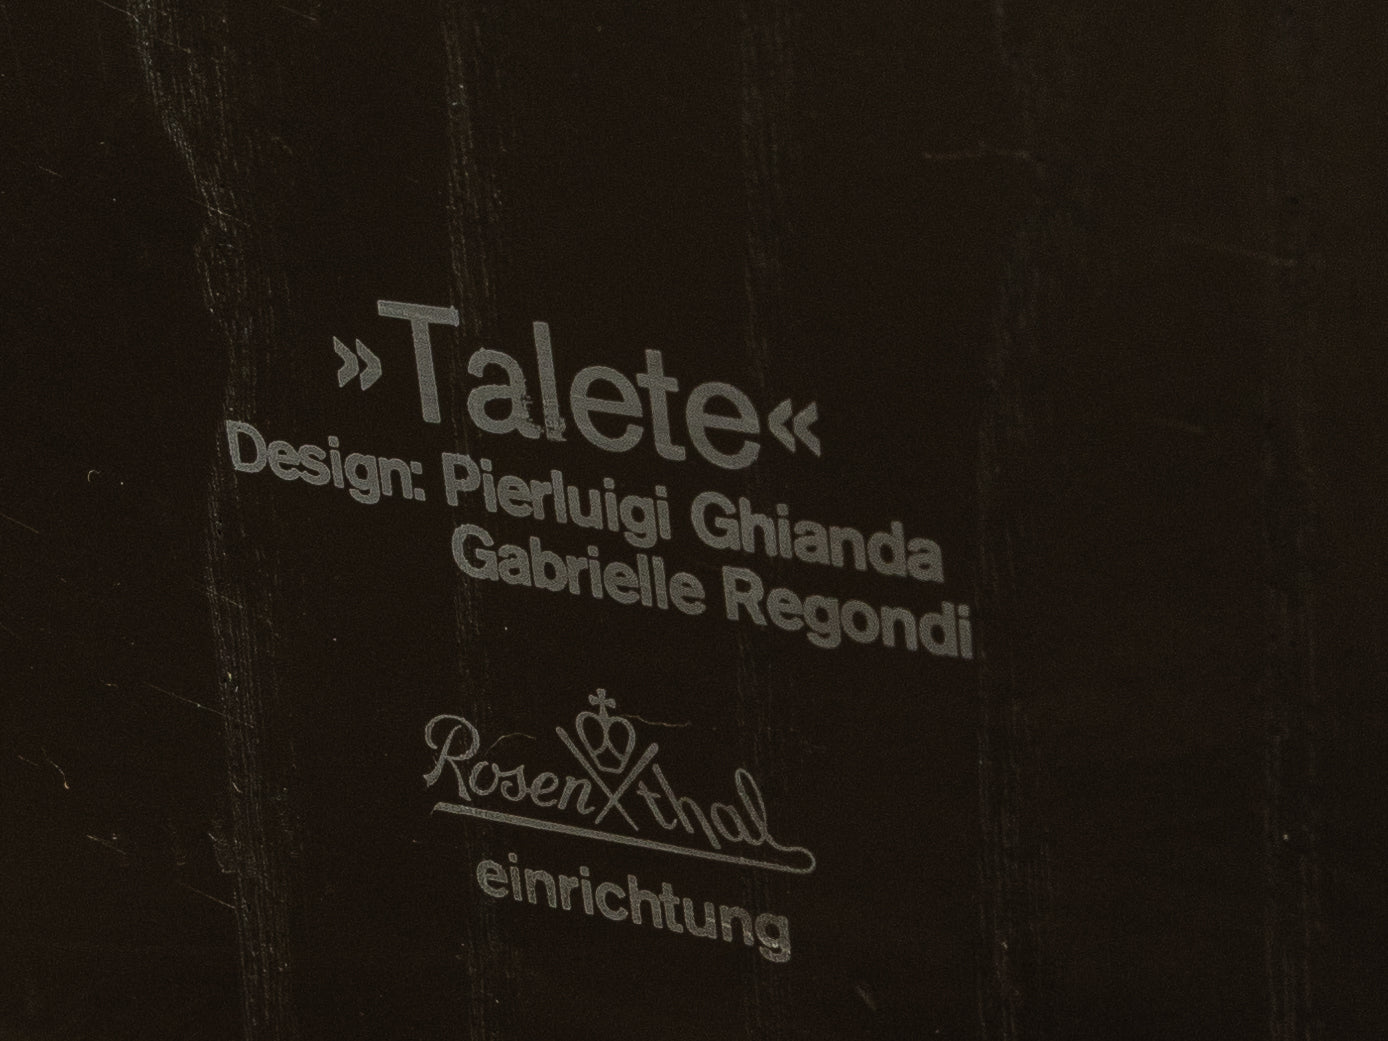 »Talete«
Design: Pierluigi Ghianda
Gabrielle Regondi
Rosenthal
einrichtung